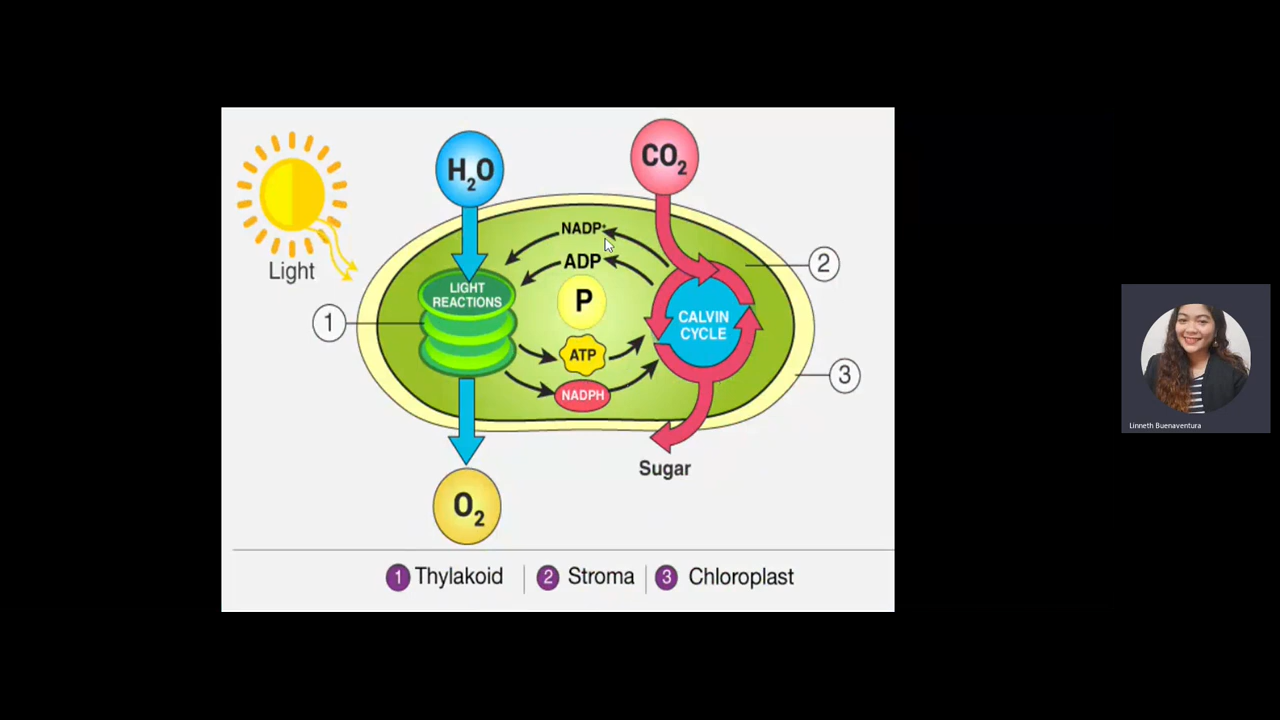 H₂O
CO₂
Light
NADP⁺
ADP
P
LIGHT
REACTIONS
CALVIN
CYCLE
1
2
3
ATP
NADPH
Sugar
O₂
1 Thylakoid 2 Stroma 3 Chloroplast
Linneth Buenaventura